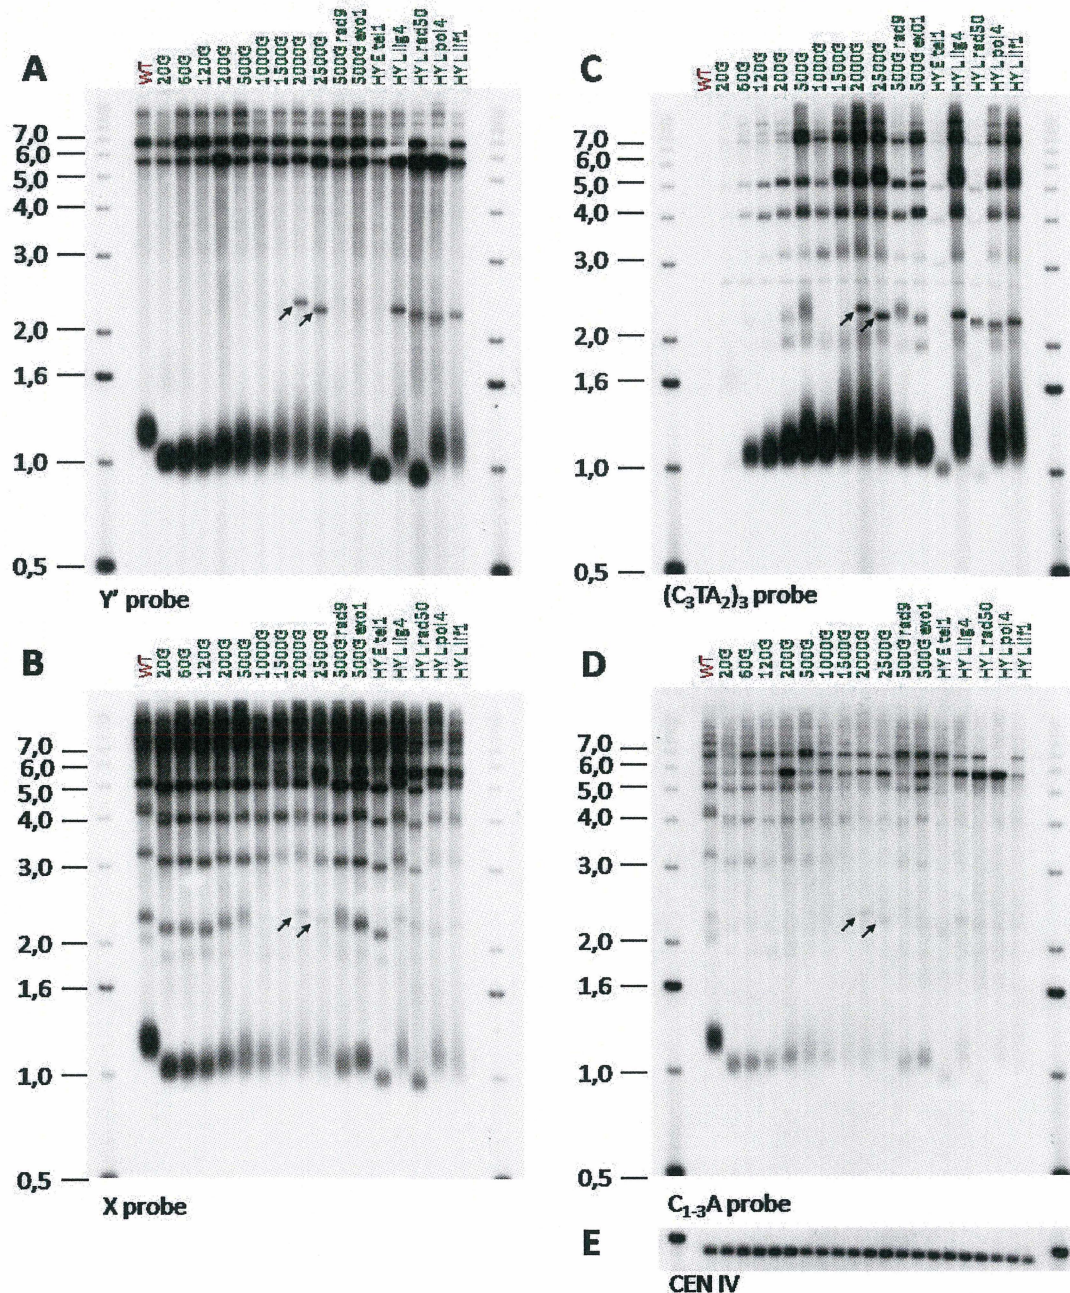 A
WT
20G
60G
120G
200G
500G
1000G
1500G
2000G
2500G
500G rad9
500G exo1
HY E tel1
HY L lig4
HY L rad50
HY L pol4
HY L lif1
7,0
6,0
5,0
4,0
3,0
2,0
1,6
1,0
0,5
Y' probe
C
WT
20G
60G
120G
200G
500G
1000G
1500G
2000G
2500G
500G rad9
500G exo1
HY E tel1
HY L lig4
HY L rad50
HY L pol4
HY L lif1
7,0
6,0
5,0
4,0
3,0
2,0
1,6
1,0
0,5
(C₃TA₂)₃ probe
B
WT
20G
60G
120G
200G
500G
1000G
1500G
2000G
2500G
500G rad9
500G exo1
HY E tel1
HY L lig4
HY L rad50
HY L pol4
HY L lif1
7,0
6,0
5,0
4,0
3,0
2,0
1,6
1,0
0,5
X probe
D
WT
20G
60G
120G
200G
500G
1000G
1500G
2000G
2500G
500G rad9
500G exo1
HY E tel1
HY L lig4
HY L rad50
HY L pol4
HY L lif1
7,0
6,0
5,0
4,0
3,0
2,0
1,6
1,0
0,5
C₁₋₃A probe
E
CEN IV